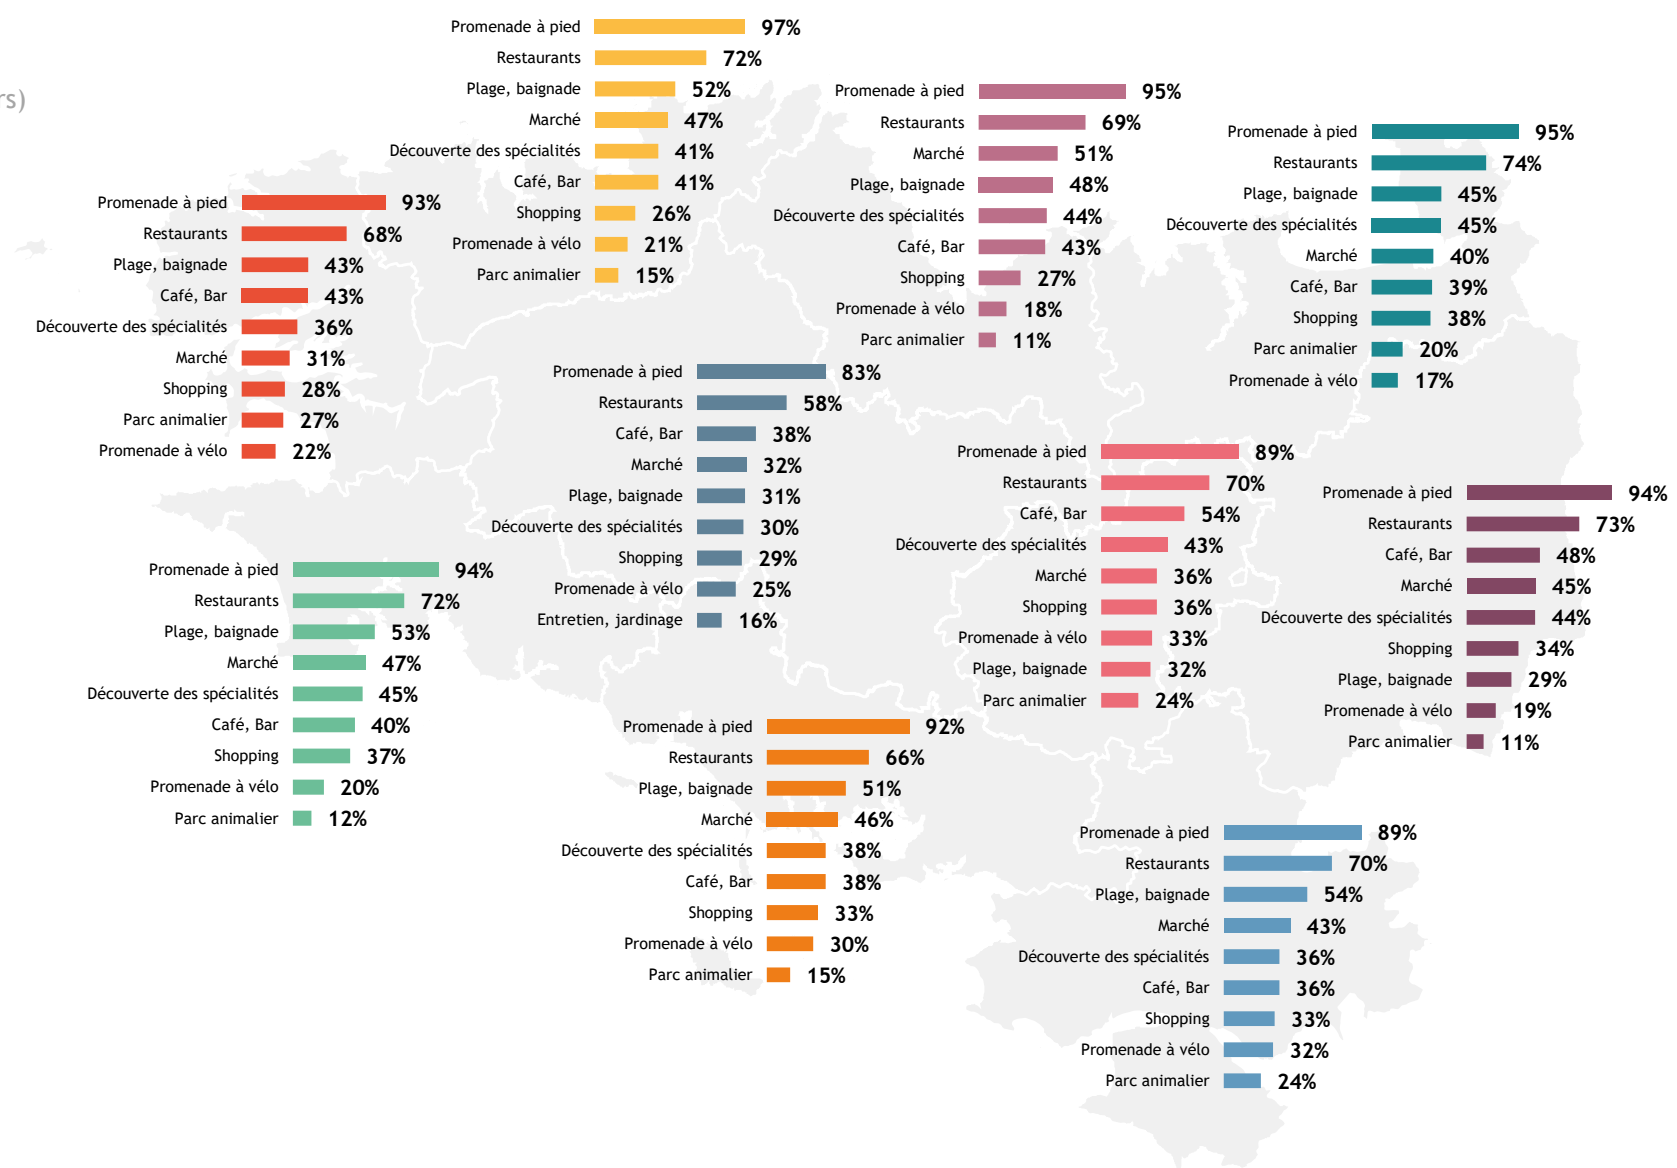 rs)
Promenade à pied 97%
Restaurants 72%
Plage, baignade 52%
Marché 47%
Découverte des spécialités 41%
Café, Bar 41%
Shopping 26%
Promenade à vélo 21%
Parc animalier 15%
Promenade à pied 95%
Restaurants 69%
Marché 51%
Plage, baignade 48%
Découverte des spécialités 44%
Café, Bar 43%
Shopping 27%
Promenade à vélo 18%
Parc animalier 11%
Promenade à pied 95%
Restaurants 74%
Plage, baignade 45%
Découverte des spécialités 45%
Marché 40%
Café, Bar 39%
Shopping 38%
Parc animalier 20%
Promenade à vélo 17%
Promenade à pied 93%
Restaurants 68%
Plage, baignade 43%
Café, Bar 43%
Découverte des spécialités 36%
Marché 31%
Shopping 28%
Parc animalier 27%
Promenade à vélo 22%
Promenade à pied 83%
Restaurants 58%
Café, Bar 38%
Marché 32%
Plage, baignade 31%
Découverte des spécialités 30%
Shopping 29%
Promenade à vélo 25%
Entretien, jardinage 16%
Promenade à pied 89%
Restaurants 70%
Café, Bar 54%
Découverte des spécialités 43%
Marché 36%
Shopping 36%
Promenade à vélo 33%
Plage, baignade 32%
Parc animalier 24%
Promenade à pied 94%
Restaurants 73%
Café, Bar 48%
Marché 45%
Découverte des spécialités 44%
Shopping 34%
Plage, baignade 29%
Promenade à vélo 19%
Parc animalier 11%
Promenade à pied 94%
Restaurants 72%
Plage, baignade 53%
Marché 47%
Découverte des spécialités 45%
Café, Bar 40%
Shopping 37%
Promenade à vélo 20%
Parc animalier 12%
Promenade à pied 92%
Restaurants 66%
Plage, baignade 51%
Marché 46%
Découverte des spécialités 38%
Café, Bar 38%
Shopping 33%
Promenade à vélo 30%
Parc animalier 15%
Promenade à pied 89%
Restaurants 70%
Plage, baignade 54%
Marché 43%
Découverte des spécialités 36%
Café, Bar 36%
Shopping 33%
Promenade à vélo 32%
Parc animalier 24%